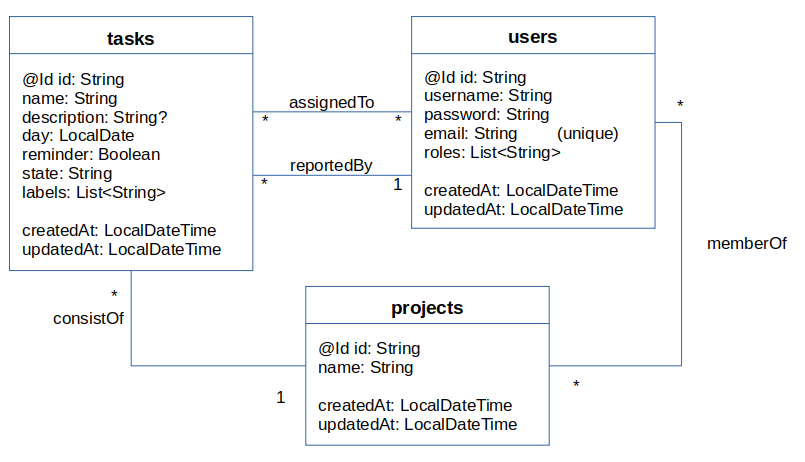 tasks
@Id id: String
name: String
description: String?
day: LocalDate
reminder: Boolean
state: String
labels: List<String>
createdAt: LocalDateTime
updatedAt: LocalDateTime
assignedTo
*
*
reportedBy
*
1
users
@Id id: String
username: String
password: String
email: String (unique)
roles: List<String>
createdAt: LocalDateTime
updatedAt: LocalDateTime
*
memberOf
*
*
consistOf
1
projects
@Id id: String
name: String
createdAt: LocalDateTime
updatedAt: LocalDateTime